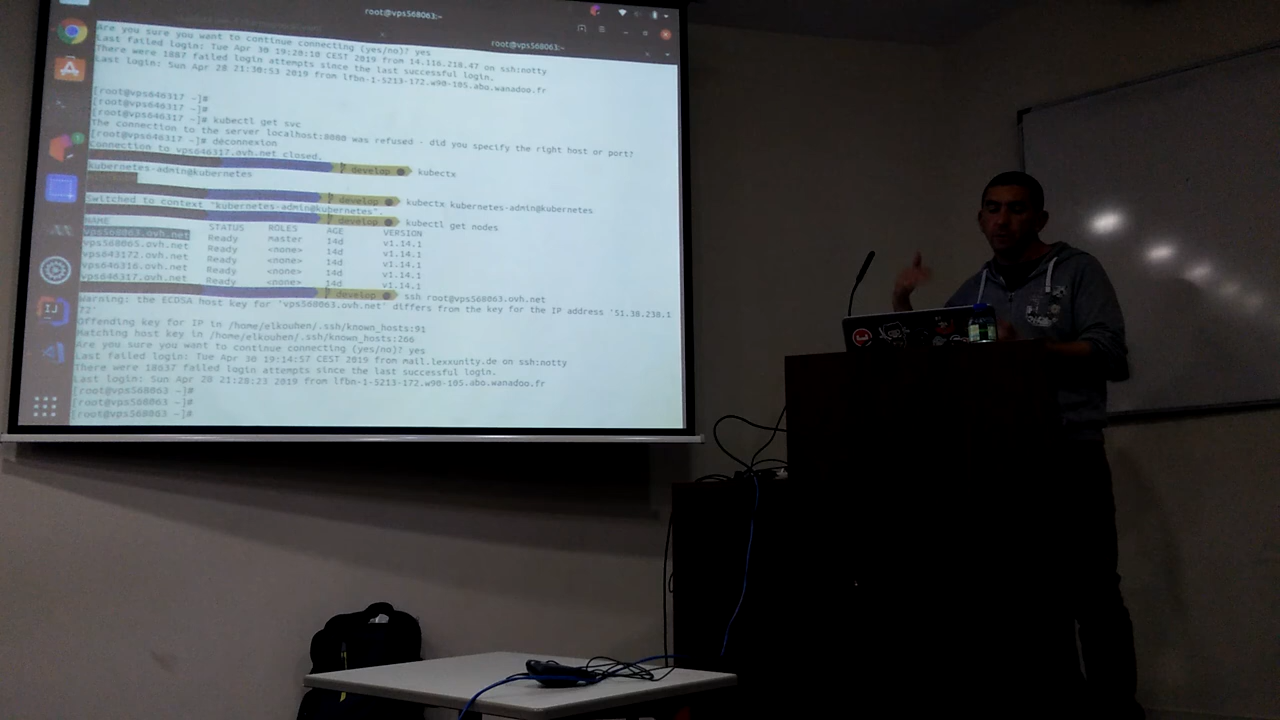 root@vps568063:~
root@vps568063:~
Are you sure you want to continue connecting (yes/no)? yes
Last failed login: Tue Apr 30 19:20:10 CEST 2019 from 14.116.218.47 on ssh:notty
There were 1887 failed login attempts since the last successful login.
Last login: Sun Apr 28 21:30:53 2019 from lfbn-1-5213-172.w90-105.abo.wanadoo.fr
[root@vps646317 ~]#
[root@vps646317 ~]#
[root@vps646317 ~]# kubectl get svc
The connection to the server localhost:8080 was refused - did you specify the right host or port?
[root@vps646317 ~]# déconnexion
Connection to vps646317.ovh.net closed.
develop kubectx
kubernetes-admin@kubernetes
develop kubectx kubernetes-admin@kubernetes
Switched to context "kubernetes-admin@kubernetes".
develop kubectl get nodes
NAME STATUS ROLES AGE VERSION
vps568063.ovh.net Ready master 14d v1.14.1
vps568065.ovh.net Ready <none> 14d v1.14.1
vps643172.ovh.net Ready <none> 14d v1.14.1
vps646316.ovh.net Ready <none> 14d v1.14.1
vps646317.ovh.net Ready <none> 14d v1.14.1
develop ssh root@vps568063.ovh.net
Warning: the ECDSA host key for 'vps568063.ovh.net' differs from the key for the IP address '51.38.238.1
72'
Offending key for IP in /home/elkouhen/.ssh/known_hosts:91
Matching host key in /home/elkouhen/.ssh/known_hosts:266
Are you sure you want to continue connecting (yes/no)? yes
Last failed login: Tue Apr 30 19:14:57 CEST 2019 from mail.lexxunity.de on ssh:notty
There were 18637 failed login attempts since the last successful login.
Last login: Sun Apr 28 21:28:23 2019 from lfbn-1-5213-172.w90-105.abo.wanadoo.fr
[root@vps568063 ~]#
[root@vps568063 ~]#
[root@vps568063 ~]#